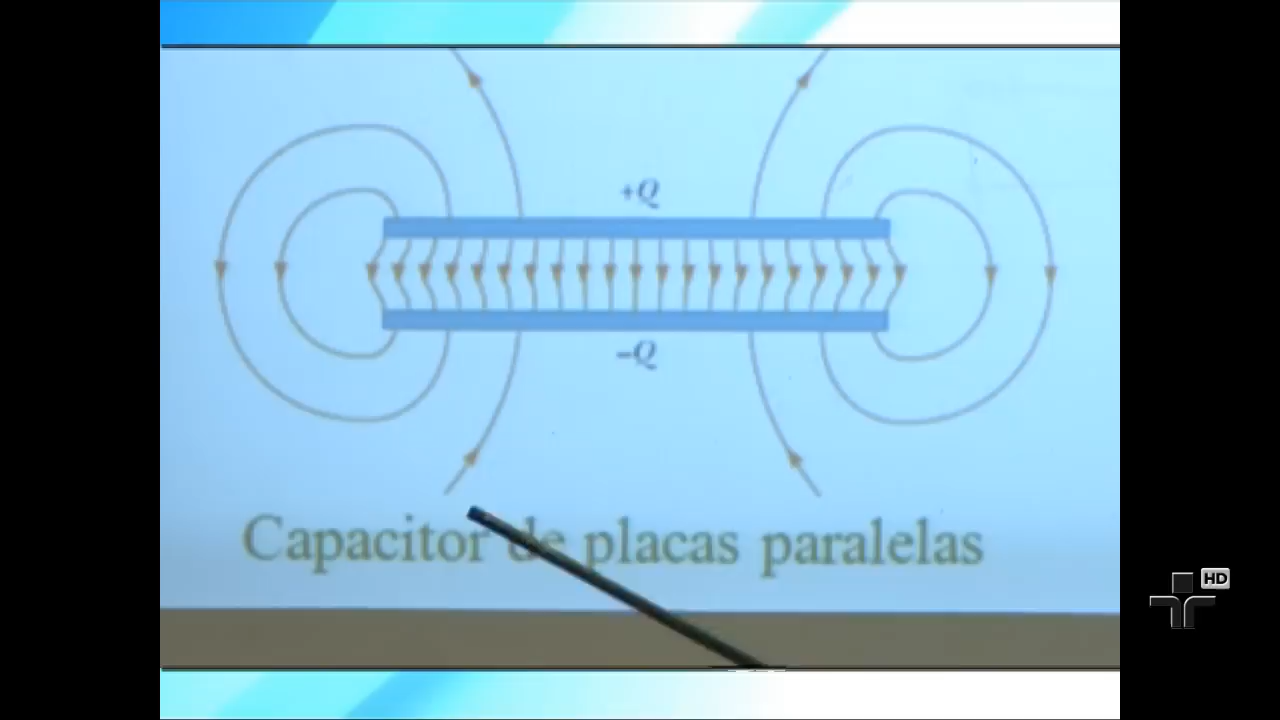 +Q
−Q
Capacitor de placas paralelas
HD